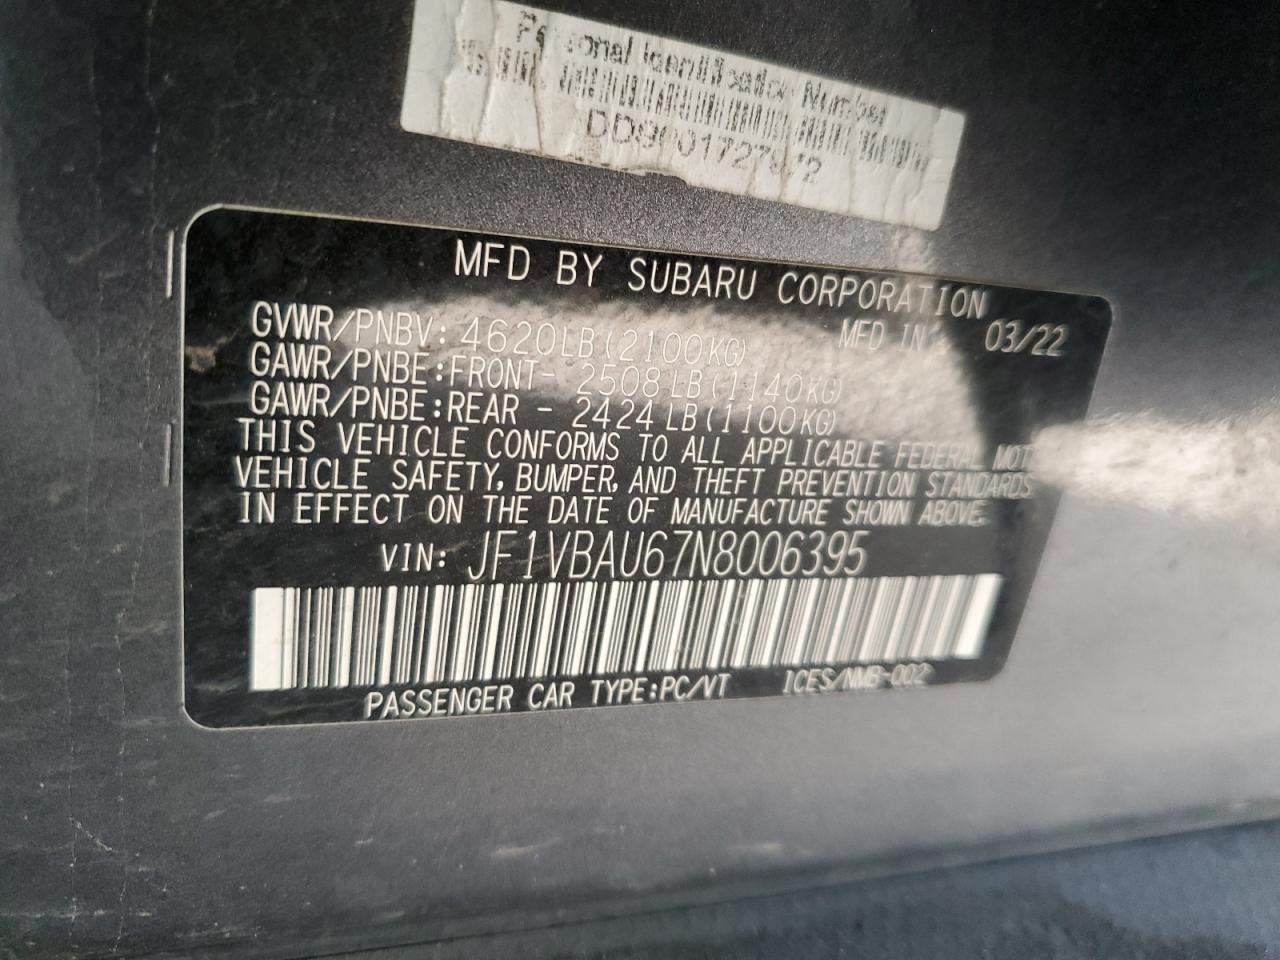 Personal Identification Number
MFD BY SUBARU CORPORATION
GVWR/PNBV: 4620LB(2100KG) MFD IN: 03/22
GAWR/PNBE:FRONT- 2508LB(1140KG)
GAWR/PNBE:REAR - 2424LB(1100KG)
THIS VEHICLE CONFORMS TO ALL APPLICABLE FEDERAL MOT
VEHICLE SAFETY, BUMPER, AND THEFT PREVENTION STANDARDS
IN EFFECT ON THE DATE OF MANUFACTURE SHOWN ABOVE.
VIN: JF1VBAU67N8006395
PASSENGER CAR TYPE:PC/VT ICES/NMB-002